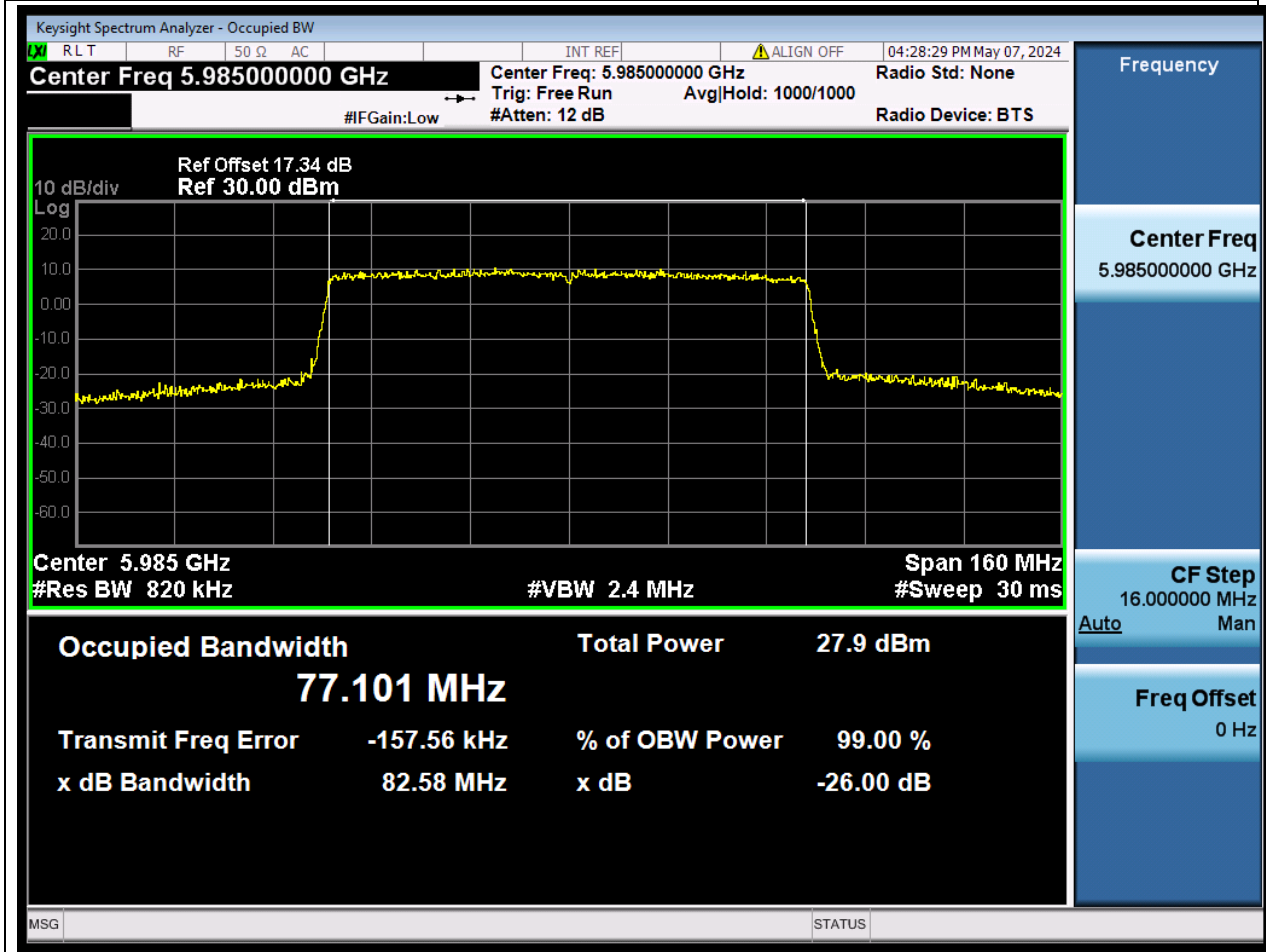 Keysight Spectrum Analyzer - Occupied BW
LXI RLT RF 50 Ω AC INT REF ALIGN OFF 04:28:29 PM May 07, 2024
Center Freq 5.985000000 GHz
Center Freq: 5.985000000 GHz Radio Std: None
Trig: Free Run Avg|Hold: 1000/1000
#IFGain:Low #Atten: 12 dB Radio Device: BTS
Ref Offset 17.34 dB
10 dB/div Ref 30.00 dBm
Log
20.0
10.0
0.00
-10.0
-20.0
-30.0
-40.0
-50.0
-60.0
Center 5.985 GHz Span 160 MHz
#Res BW 820 kHz #VBW 2.4 MHz #Sweep 30 ms
Occupied Bandwidth Total Power 27.9 dBm
77.101 MHz
Transmit Freq Error -157.56 kHz % of OBW Power 99.00 %
x dB Bandwidth 82.58 MHz x dB -26.00 dB
MSG STATUS
Frequency
Center Freq
5.985000000 GHz
CF Step
16.000000 MHz
Auto Man
Freq Offset
0 Hz